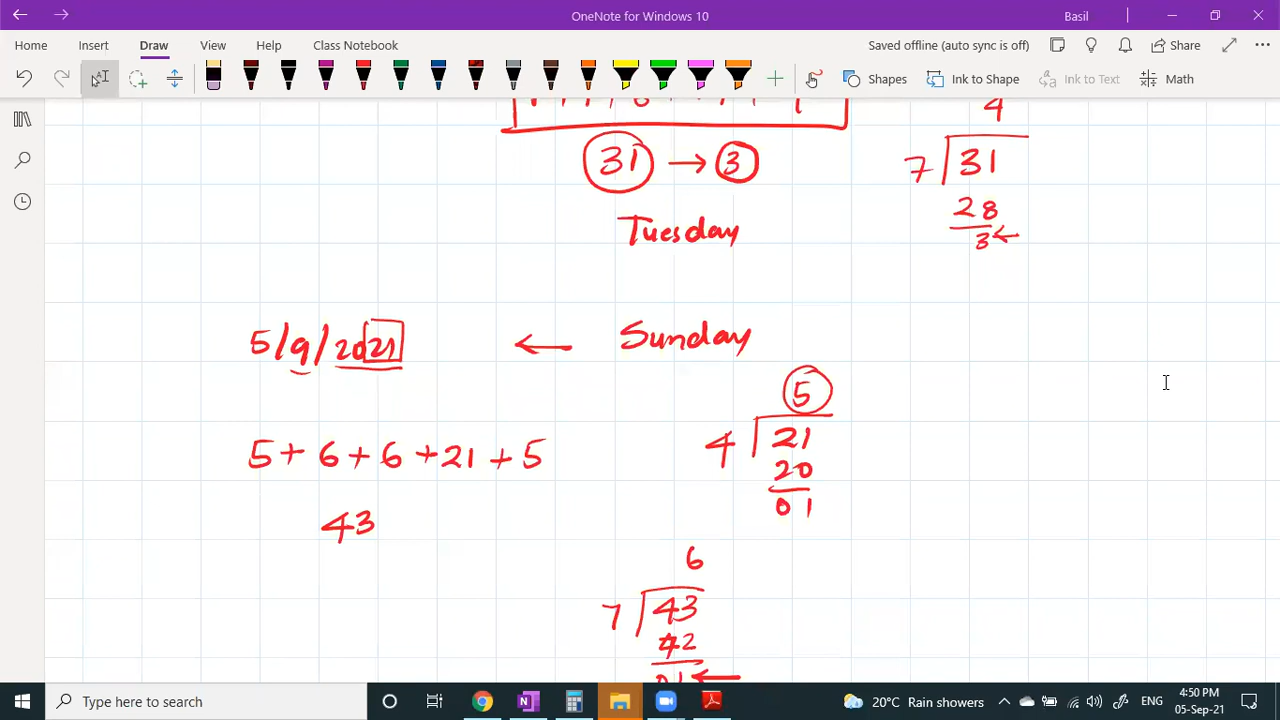 OneNote for Windows 10
Basil
Home Insert Draw View Help Class Notebook
Saved offline (auto sync is off)
Share
Shapes
Ink to Shape
Ink to Text
Math
4
31 → 3
7 31
28
3 ←
Tuesday
5/9/2021 ← Sunday
5
4 21
20
01
5 + 6 + 6 + 21 + 5
43
6
7 43
42
01 ←
Type here to search
20°C Rain showers
ENG
4:50 PM
05-Sep-21